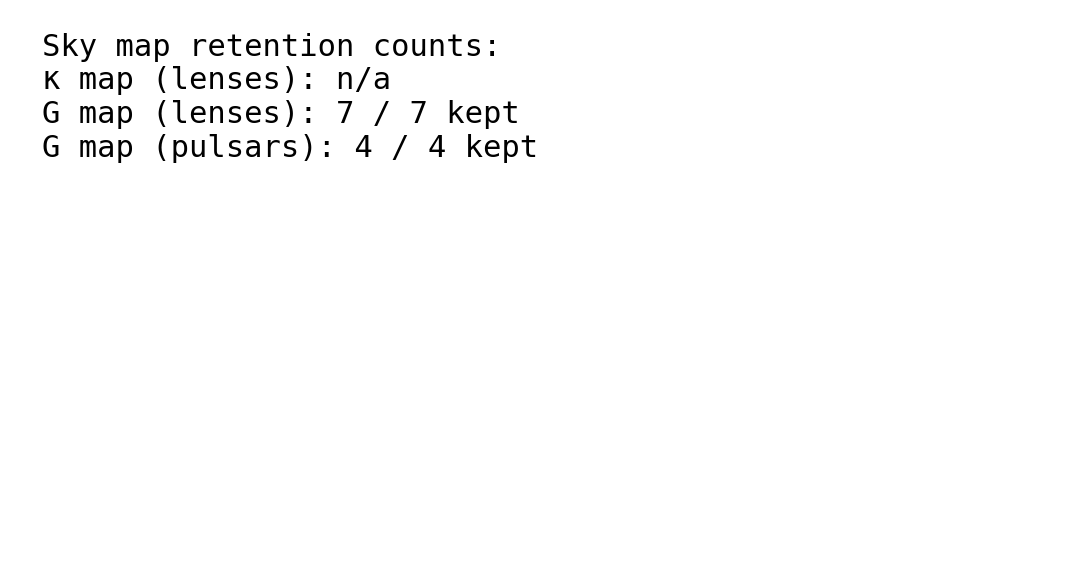 Sky map retention counts:
κ map (lenses): n/a
G map (lenses): 7 / 7 kept
G map (pulsars): 4 / 4 kept